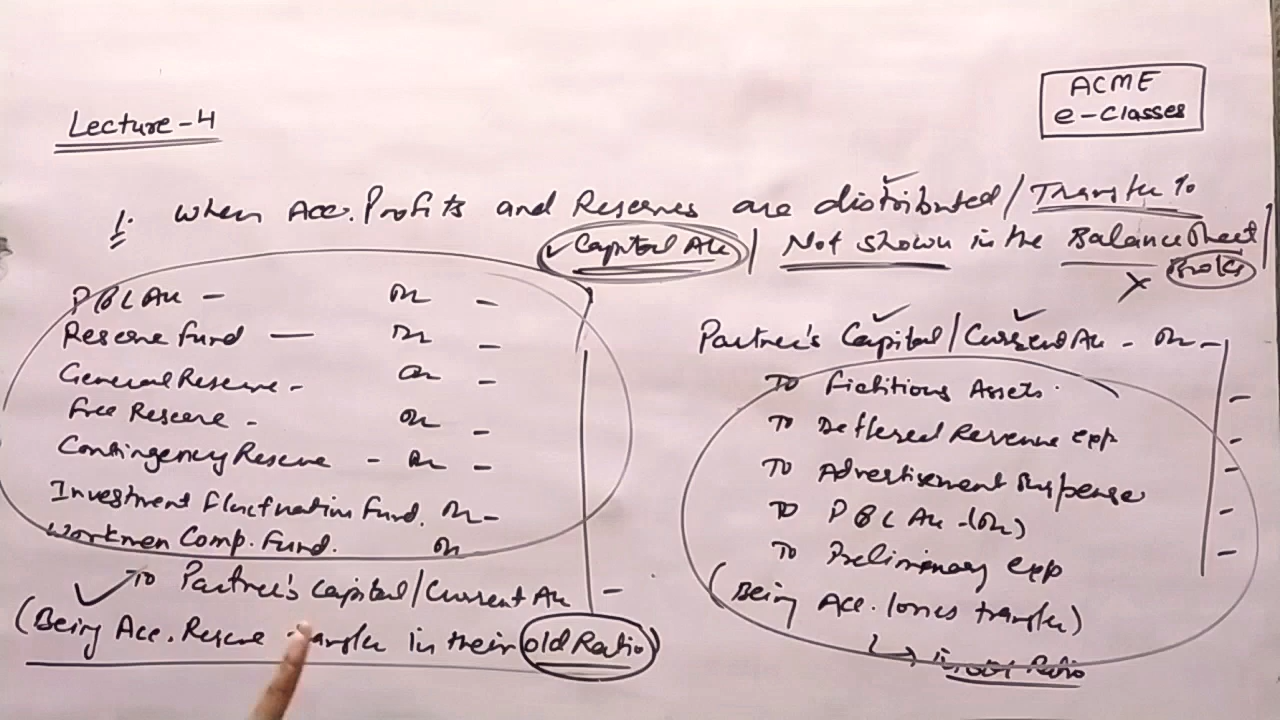 Lecture-4
ACME
e-classes
1. When Acc. Profits and Reserves are distributed / Transfer to
Capital A/c / Not shown in the Balance Sheet
P & L A/c - Dr -
Reserve Fund - Dr -
General Reserve - Dr -
Free Reserve - Dr -
Contingency Reserve - Dr -
Investment Fluctuation Fund. Dr -
Workmen Comp. Fund. Dr
To Partner's Capital/Current A/c -
(Being Acc. Reserve transfer in their old Ratio)
Partner's Capital/Current A/c - Dr -
To Fictitious Assets -
To Deffered Revenue exp -
To Advertisement Suspense -
To P & L A/c - (Dr) -
To Preliminary exp -
(Being Acc. losses transfer)
Ratio